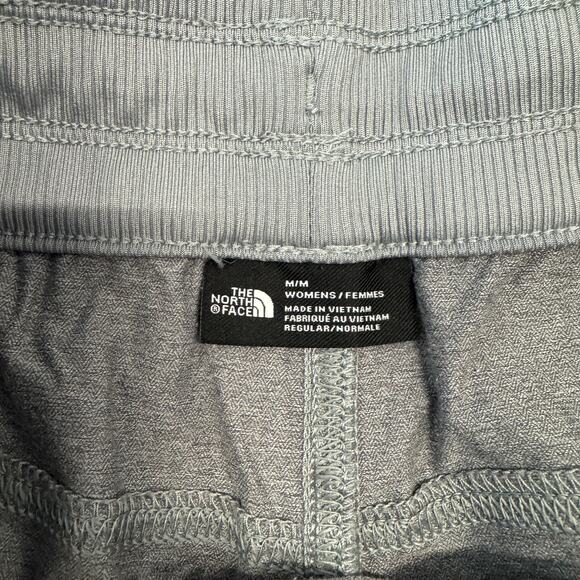 THE
NORTH
®FACE
M/M
WOMENS/FEMMES
MADE IN VIETNAM
FABRIQUÉ AU VIETNAM
REGULAR/NORMALE